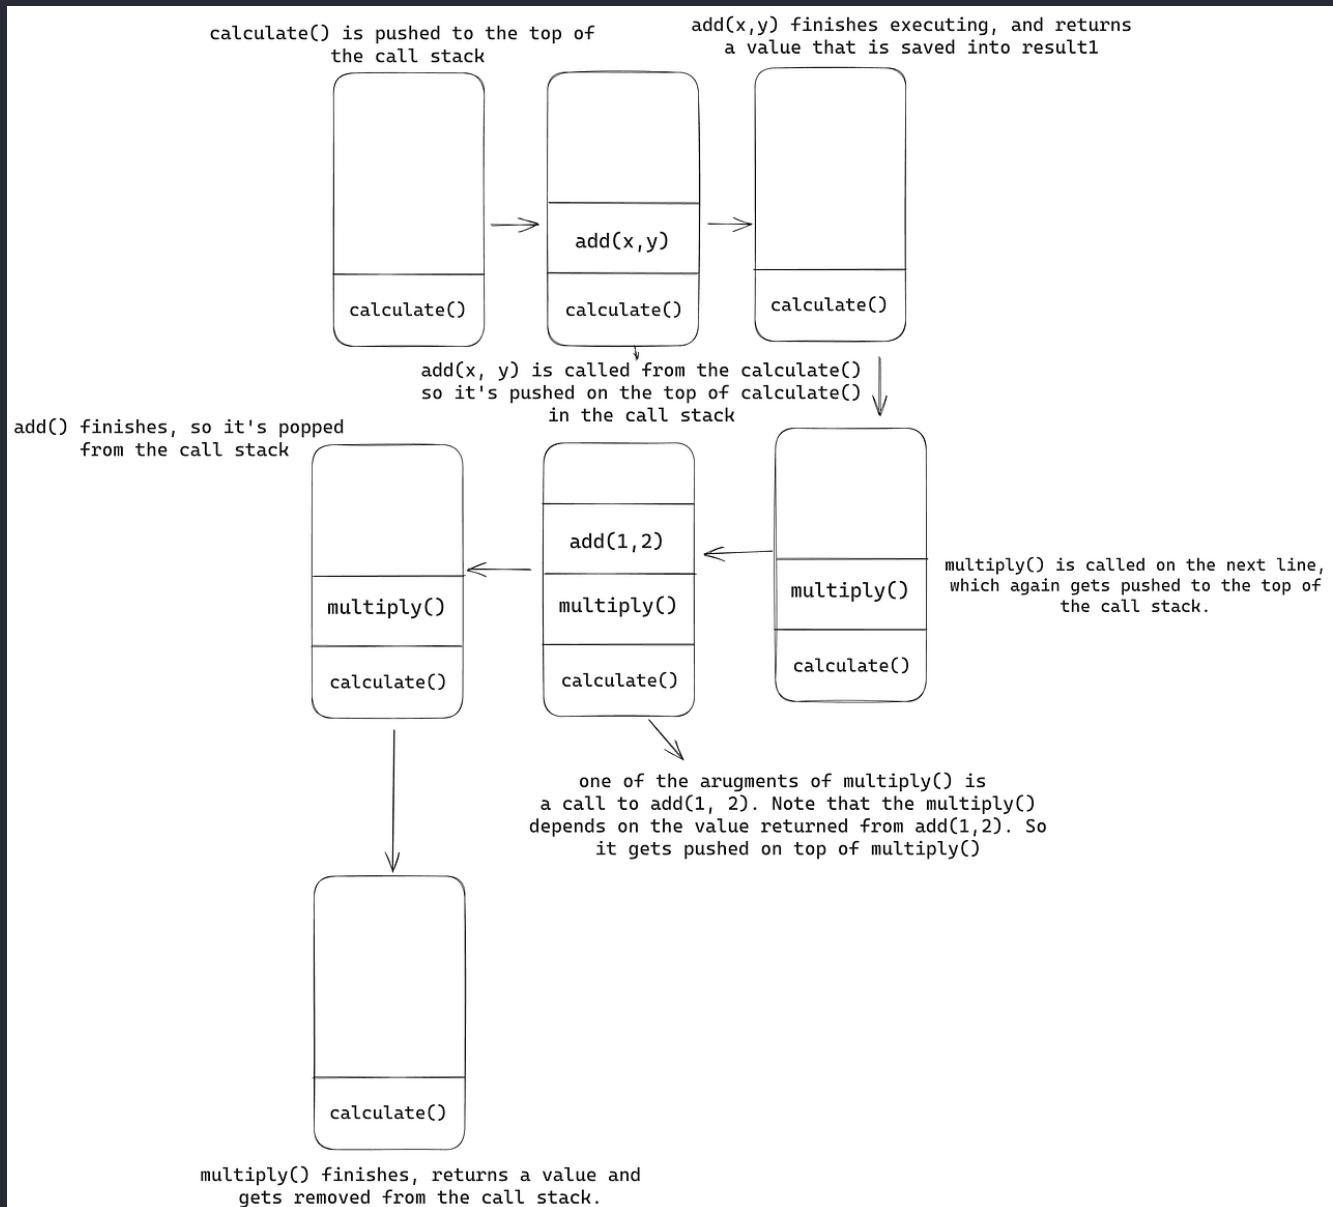 calculate() is pushed to the top of
the call stack
add(x,y) finishes executing, and returns
a value that is saved into result1
calculate()
add(x,y)
calculate()
calculate()
add(x, y) is called from the calculate()
so it's pushed on the top of calculate()
in the call stack
multiply()
calculate()
multiply() is called on the next line,
which again gets pushed to the top of
the call stack.
add(1,2)
multiply()
calculate()
one of the arugments of multiply() is
a call to add(1, 2). Note that the multiply()
depends on the value returned from add(1,2). So
it gets pushed on top of multiply()
add() finishes, so it's popped
from the call stack
multiply()
calculate()
calculate()
multiply() finishes, returns a value and
gets removed from the call stack.